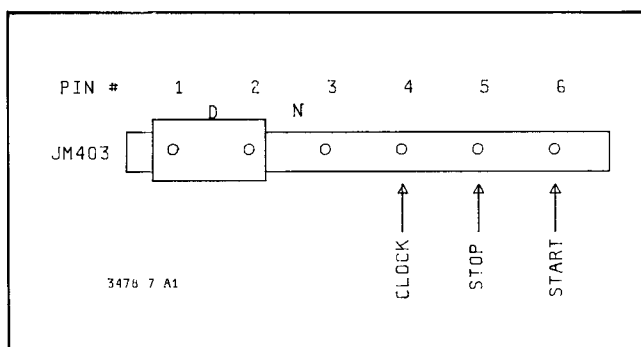 PIN # 1 2 3 4 5 6
D N
JM403
CLOCK
STOP
START
3478 7 A1